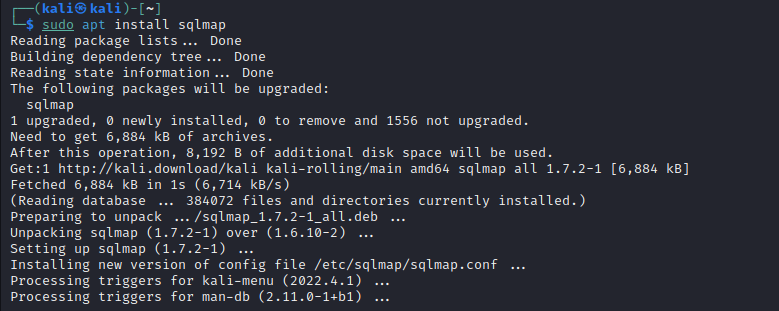 ┌──(kali㉿kali)-[~]
└─$ sudo apt install sqlmap
Reading package lists... Done
Building dependency tree... Done
Reading state information... Done
The following packages will be upgraded:
  sqlmap
1 upgraded, 0 newly installed, 0 to remove and 1556 not upgraded.
Need to get 6,884 kB of archives.
After this operation, 8,192 B of additional disk space will be used.
Get:1 http://kali.download/kali kali-rolling/main amd64 sqlmap all 1.7.2-1 [6,884 kB]
Fetched 6,884 kB in 1s (6,714 kB/s)
(Reading database ... 384072 files and directories currently installed.)
Preparing to unpack .../sqlmap_1.7.2-1_all.deb ...
Unpacking sqlmap (1.7.2-1) over (1.6.10-2) ...
Setting up sqlmap (1.7.2-1) ...
Installing new version of config file /etc/sqlmap/sqlmap.conf ...
Processing triggers for kali-menu (2022.4.1) ...
Processing triggers for man-db (2.11.0-1+b1) ...